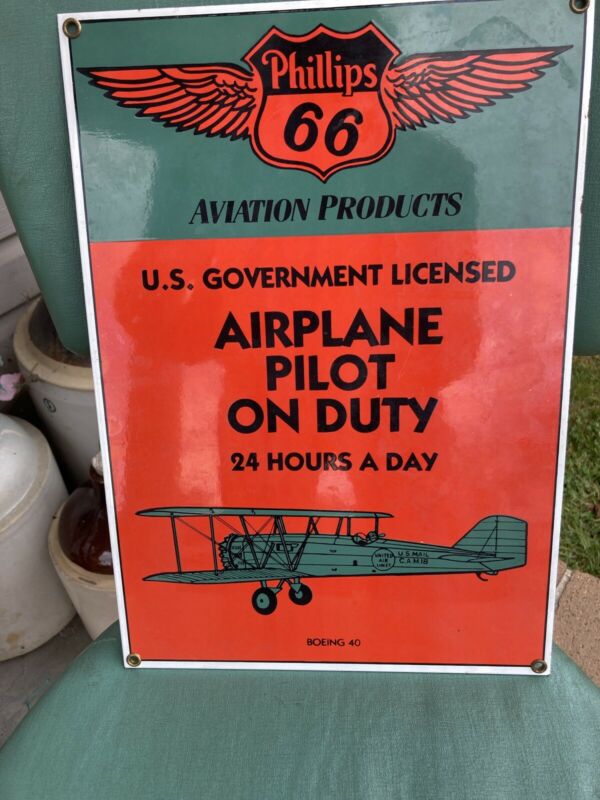 Phillips
66
AVIATION PRODUCTS
U.S. GOVERNMENT LICENSED
AIRPLANE
PILOT
ON DUTY
24 HOURS A DAY
UNITED
AIR
LINES
U.S. MAIL
C.A.M.18
BOEING 40